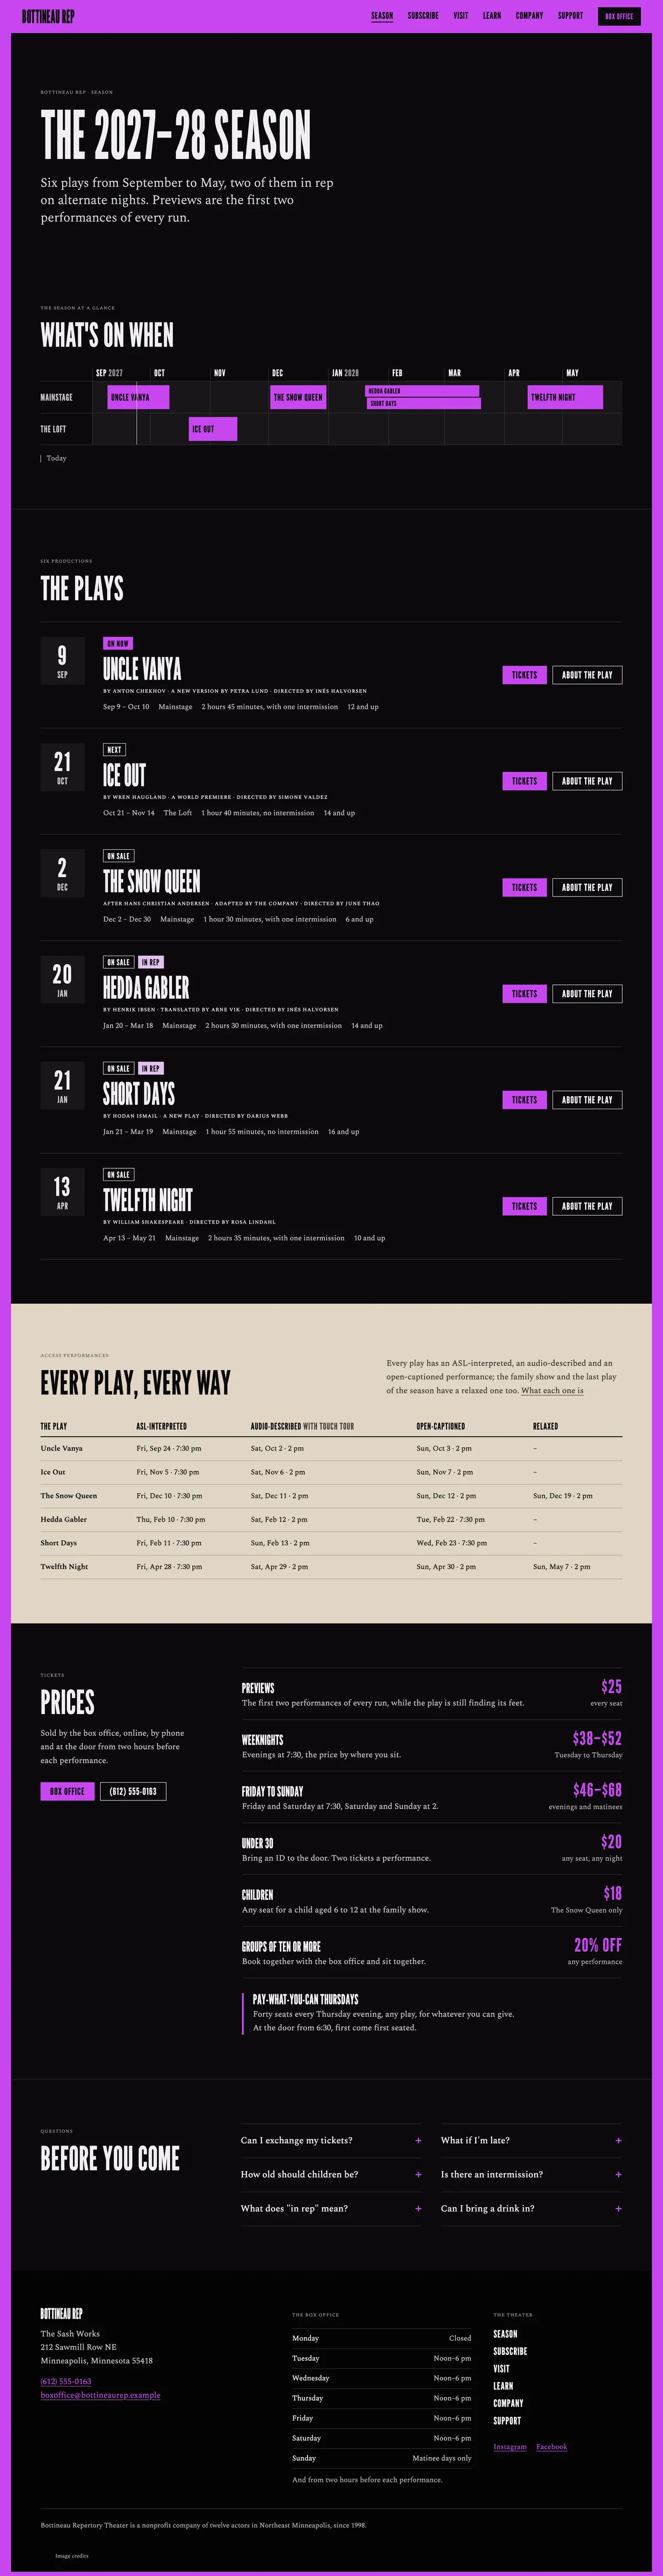 BOTTINEAU REP
SEASON SUBSCRIBE VISIT LEARN COMPANY SUPPORT BOX OFFICE
BOTTINEAU REP · SEASON
THE 2027–28 SEASON
Six plays from September to May, two of them in rep
on alternate nights. Previews are the first two
performances of every run.
THE SEASON AT A GLANCE
WHAT'S ON WHEN
SEP 2027 OCT NOV DEC JAN 2028 FEB MAR APR MAY
MAINSTAGE UNCLE VANYA THE SNOW QUEEN HEDDA GABLER SHORT DAYS TWELFTH NIGHT
THE LOFT ICE OUT
Today
SIX PRODUCTIONS
THE PLAYS
9 SEP
ON NOW
UNCLE VANYA
BY ANTON CHEKHOV · A NEW VERSION BY PETRA LUND · DIRECTED BY INÉS HALVORSEN
Sep 9 – Oct 10 Mainstage 2 hours 45 minutes, with one intermission 12 and up
TICKETS ABOUT THE PLAY
21 OCT
NEXT
ICE OUT
BY WREN HAUGLAND · A WORLD PREMIERE · DIRECTED BY SIMONE VALDEZ
Oct 21 – Nov 14 The Loft 1 hour 40 minutes, no intermission 14 and up
TICKETS ABOUT THE PLAY
2 DEC
ON SALE
THE SNOW QUEEN
AFTER HANS CHRISTIAN ANDERSEN · ADAPTED BY THE COMPANY · DIRECTED BY JUNE THAO
Dec 2 – Dec 30 Mainstage 1 hour 30 minutes, with one intermission 6 and up
TICKETS ABOUT THE PLAY
20 JAN
ON SALE IN REP
HEDDA GABLER
BY HENRIK IBSEN · TRANSLATED BY ARNE VIK · DIRECTED BY INÉS HALVORSEN
Jan 20 – Mar 18 Mainstage 2 hours 30 minutes, with one intermission 14 and up
TICKETS ABOUT THE PLAY
21 JAN
ON SALE IN REP
SHORT DAYS
BY HODAN ISMAIL · A NEW PLAY · DIRECTED BY DARIUS WEBB
Jan 21 – Mar 19 Mainstage 1 hour 55 minutes, no intermission 16 and up
TICKETS ABOUT THE PLAY
13 APR
ON SALE
TWELFTH NIGHT
BY WILLIAM SHAKESPEARE · DIRECTED BY ROSA LINDAHL
Apr 13 – May 21 Mainstage 2 hours 35 minutes, with one intermission 10 and up
TICKETS ABOUT THE PLAY
ACCESS PERFORMANCES
EVERY PLAY, EVERY WAY
Every play has an ASL-interpreted, an audio-described and an
open-captioned performance; the family show and the last play
of the season have a relaxed one too. What each one is
THE PLAY ASL-INTERPRETED AUDIO-DESCRIBED WITH TOUCH TOUR OPEN-CAPTIONED RELAXED
Uncle Vanya Fri, Sep 24 · 7:30 pm Sat, Oct 2 · 2 pm Sun, Oct 3 · 2 pm –
Ice Out Fri, Nov 5 · 7:30 pm Sat, Nov 6 · 2 pm Sun, Nov 7 · 2 pm –
The Snow Queen Fri, Dec 10 · 7:30 pm Sat, Dec 11 · 2 pm Sun, Dec 12 · 2 pm Sun, Dec 19 · 2 pm
Hedda Gabler Thu, Feb 10 · 7:30 pm Sat, Feb 12 · 2 pm Tue, Feb 22 · 7:30 pm –
Short Days Fri, Feb 11 · 7:30 pm Sun, Feb 13 · 2 pm Wed, Feb 23 · 7:30 pm –
Twelfth Night Fri, Apr 28 · 7:30 pm Sat, Apr 29 · 2 pm Sun, Apr 30 · 2 pm Sun, May 7 · 2 pm
TICKETS
PRICES
Sold by the box office, online, by phone
and at the door from two hours before
each performance.
BOX OFFICE (612) 555-0163
PREVIEWS $25
The first two performances of every run, while the play is still finding its feet. every seat
WEEKNIGHTS $38–$52
Evenings at 7:30, the price by where you sit. Tuesday to Thursday
FRIDAY TO SUNDAY $46–$68
Friday and Saturday at 7:30, Saturday and Sunday at 2. evenings and matinees
UNDER 30 $20
Bring an ID to the door. Two tickets a performance. any seat, any night
CHILDREN $18
Any seat for a child aged 6 to 12 at the family show. The Snow Queen only
GROUPS OF TEN OR MORE 20% OFF
Book together with the box office and sit together. any performance
PAY-WHAT-YOU-CAN THURSDAYS
Forty seats every Thursday evening, any play, for whatever you can give.
At the door from 6:30, first come first seated.
QUESTIONS
BEFORE YOU COME
Can I exchange my tickets? +
What if I'm late? +
How old should children be? +
Is there an intermission? +
What does "in rep" mean? +
Can I bring a drink in? +
BOTTINEAU REP
The Sash Works
212 Sawmill Row NE
Minneapolis, Minnesota 55418
(612) 555-0163
boxoffice@bottineaurep.example
THE BOX OFFICE
Monday Closed
Tuesday Noon–6 pm
Wednesday Noon–6 pm
Thursday Noon–6 pm
Friday Noon–6 pm
Saturday Noon–6 pm
Sunday Matinee days only
And from two hours before each performance.
THE THEATER
SEASON
SUBSCRIBE
VISIT
LEARN
COMPANY
SUPPORT
Instagram Facebook
Bottineau Repertory Theater is a nonprofit company of twelve actors in Northeast Minneapolis, since 1998.
Image credits